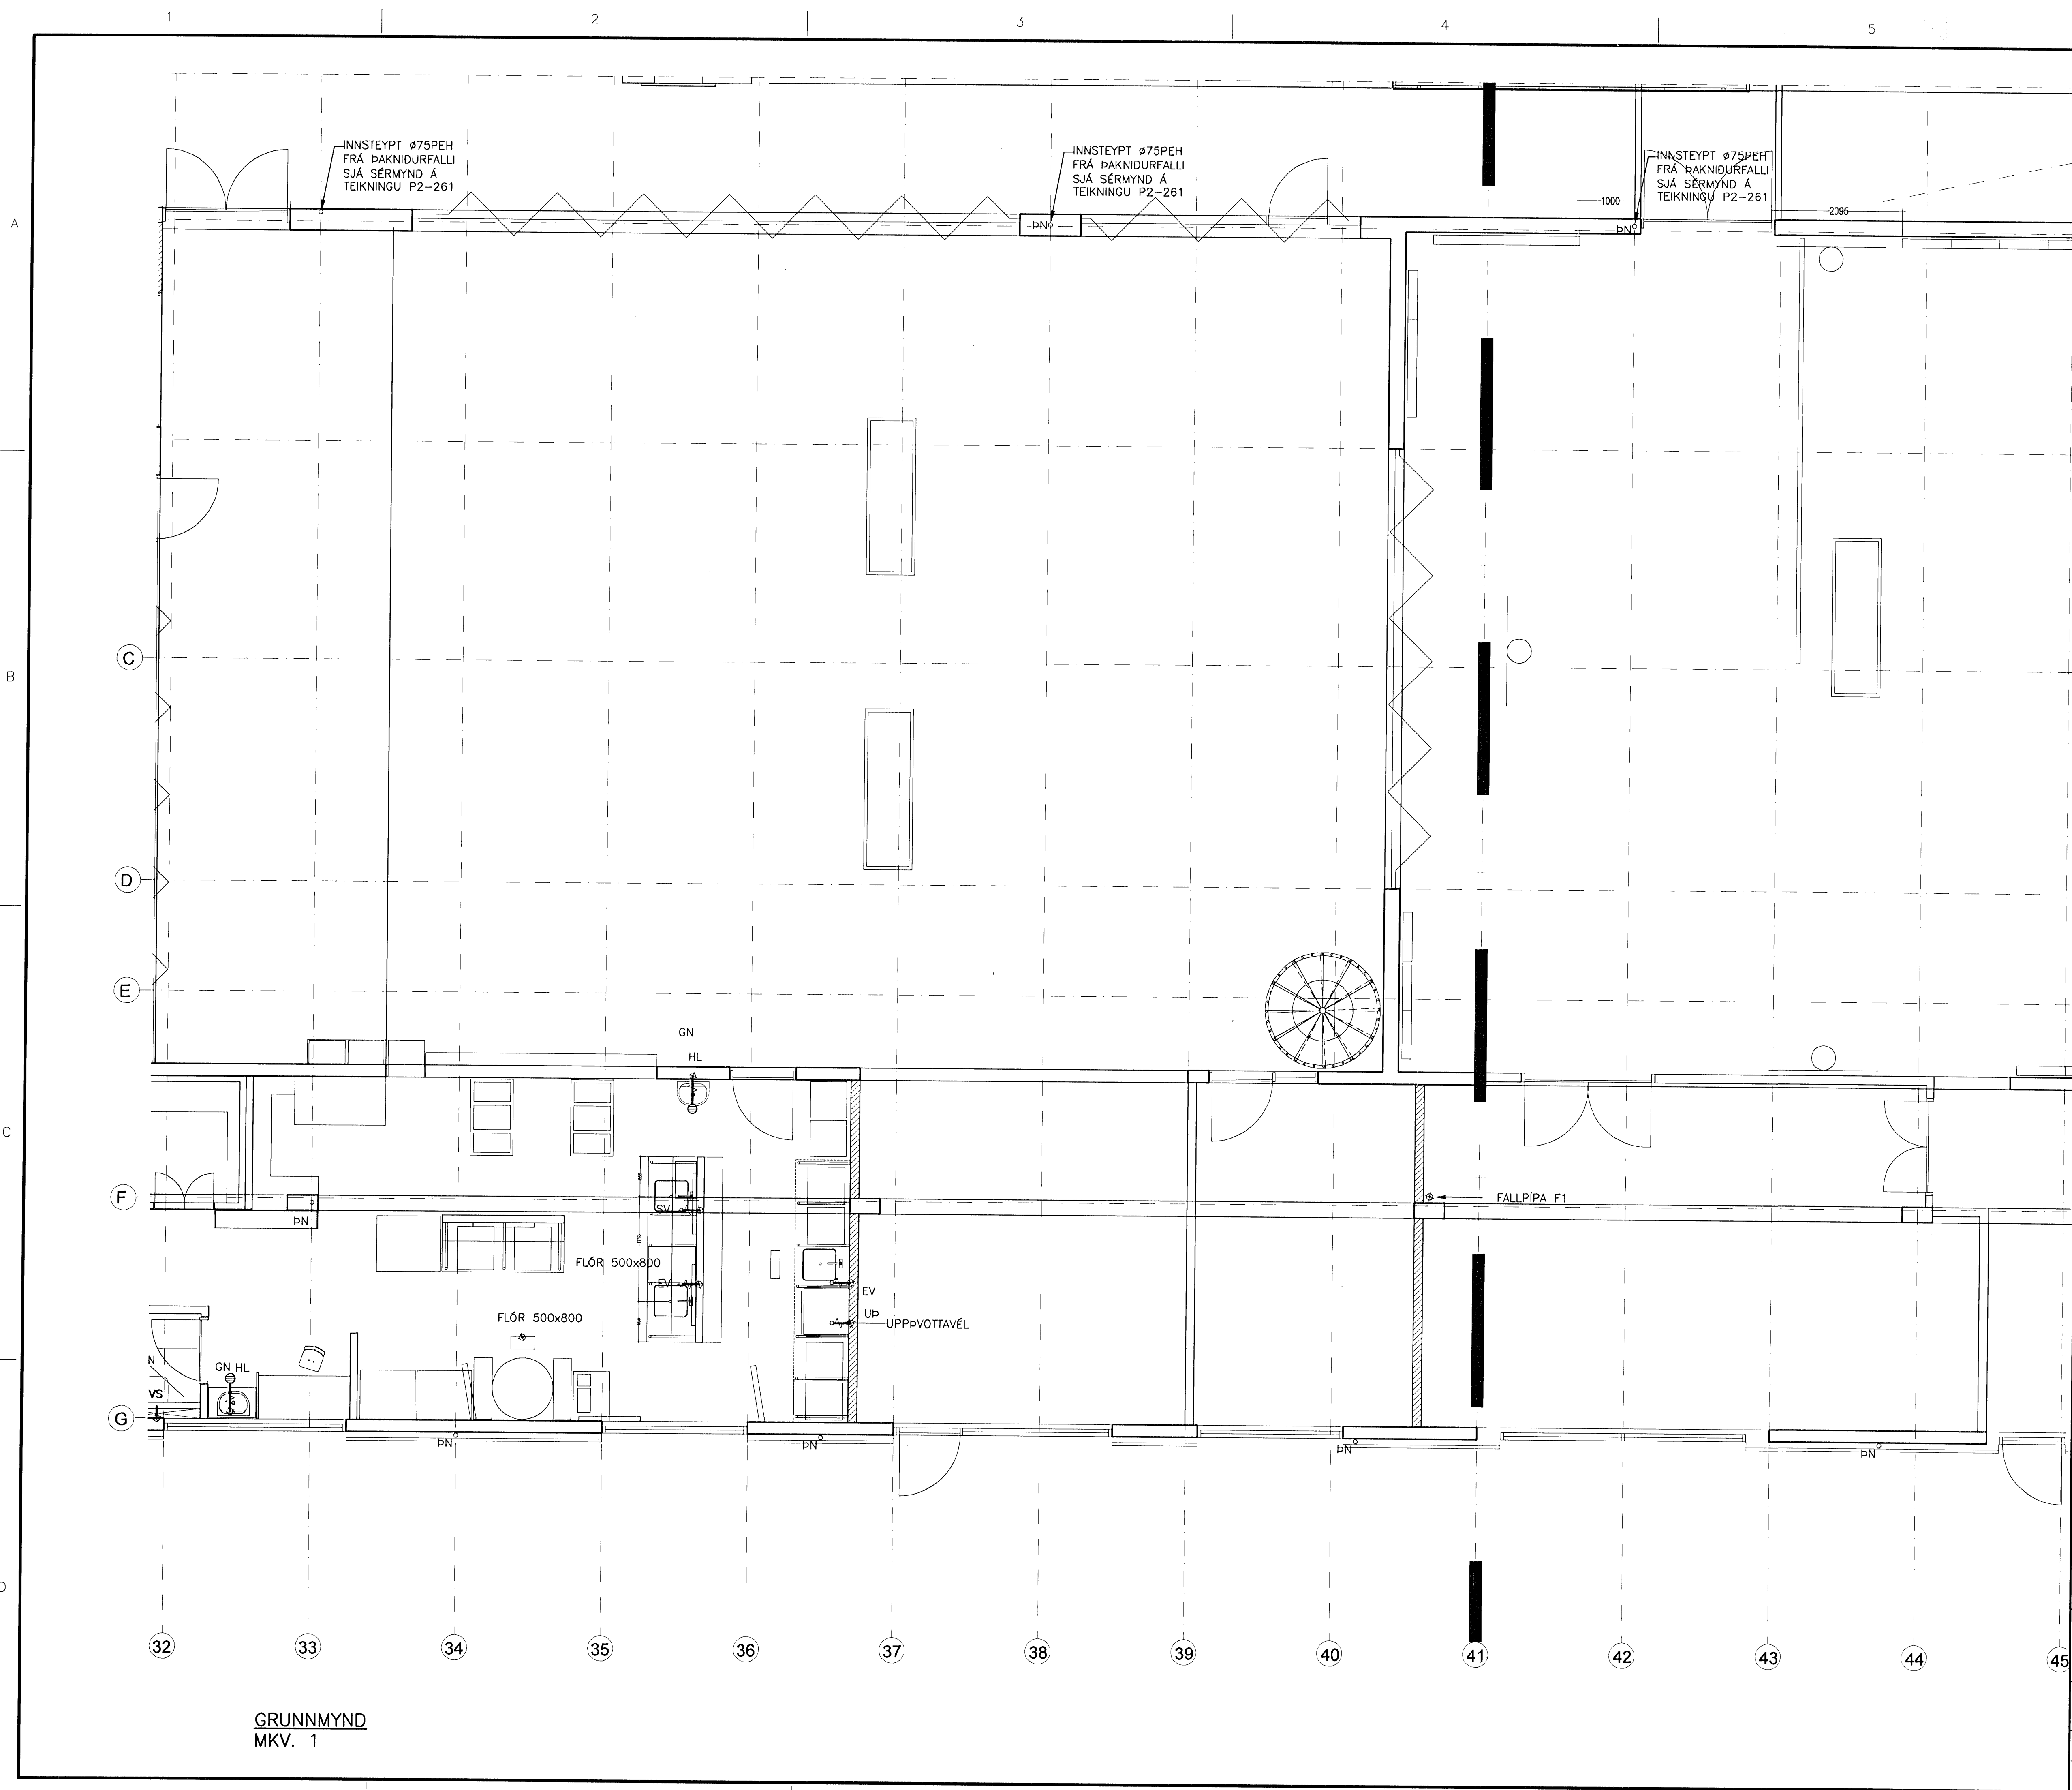 1
2
3
4
5
A
B
C
D
INNSTEYPT ø75PEH
FRÁ ÞAKNIÐURFALLI
SJÁ SÉRMYND Á
TEIKNINGU P2-261
INNSTEYPT ø75PEH
FRÁ ÞAKNIÐURFALLI
SJÁ SÉRMYND Á
TEIKNINGU P2-261
INNSTEYPT ø75PEH
FRÁ ÞAKNIÐURFALLI
SJÁ SÉRMYND Á
TEIKNINGU P2-261
1000
2095
ÞN
ÞN
C
D
E
GN
HL
F
ÞN
SV
FALLPÍPA F1
FLÓR 500x800
EV
EV
UÞ
UPPÞVOTTAVÉL
FLÓR 500x800
N
GN HL
VS
G
ÞN
ÞN
ÞN
ÞN
32
33
34
35
36
37
38
39
40
41
42
43
44
45
GRUNNMYND
MKV. 1